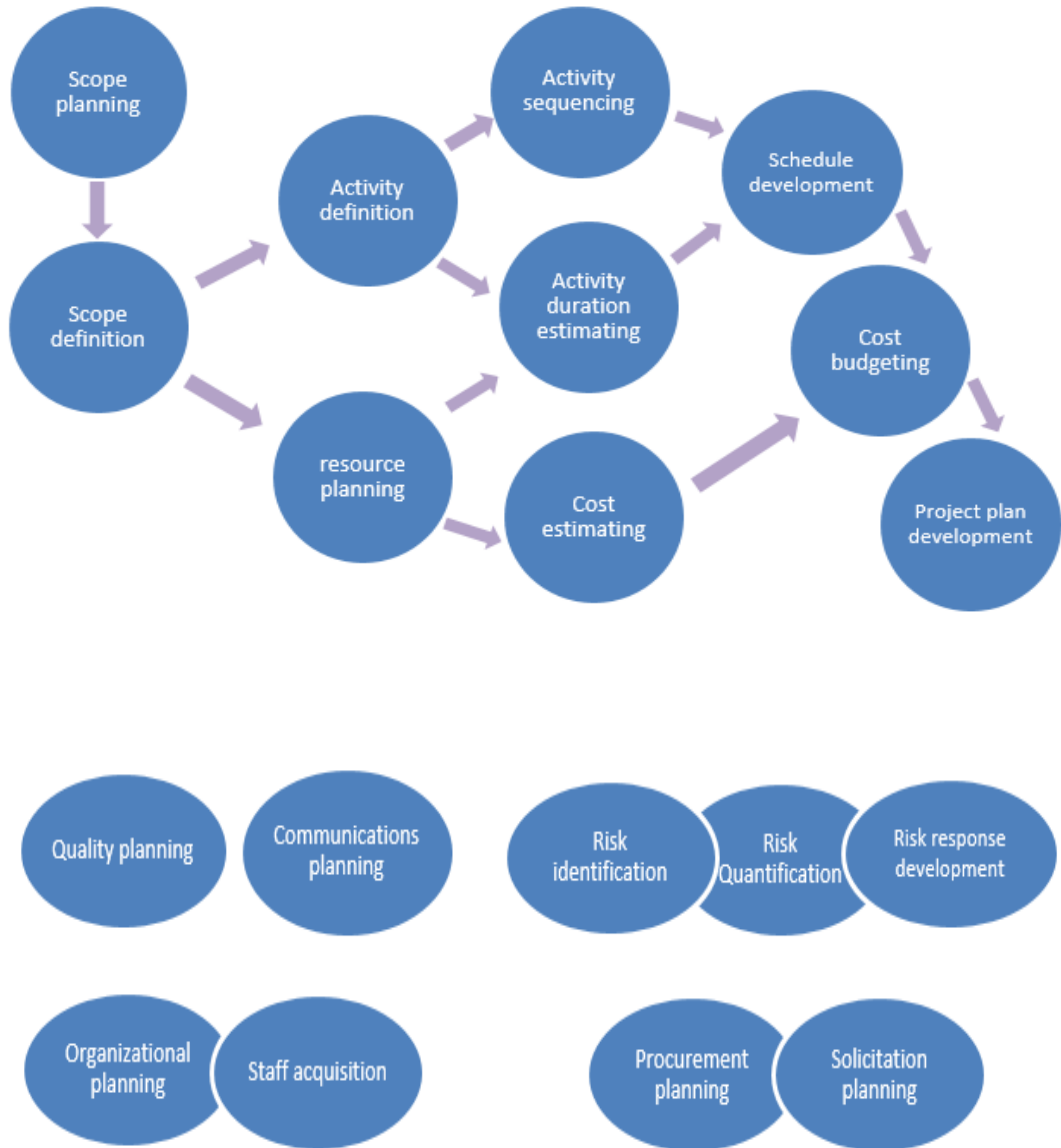 Scope
planning
Activity
sequencing
Schedule
development
Activity
definition
Scope
definition
Activity
duration
estimating
Cost
budgeting
resource
planning
Cost
estimating
Project plan
development
Quality planning
Communications
planning
Risk
identification
Risk
Quantification
Risk response
development
Organizational
planning
Staff acquisition
Procurement
planning
Solicitation
planning